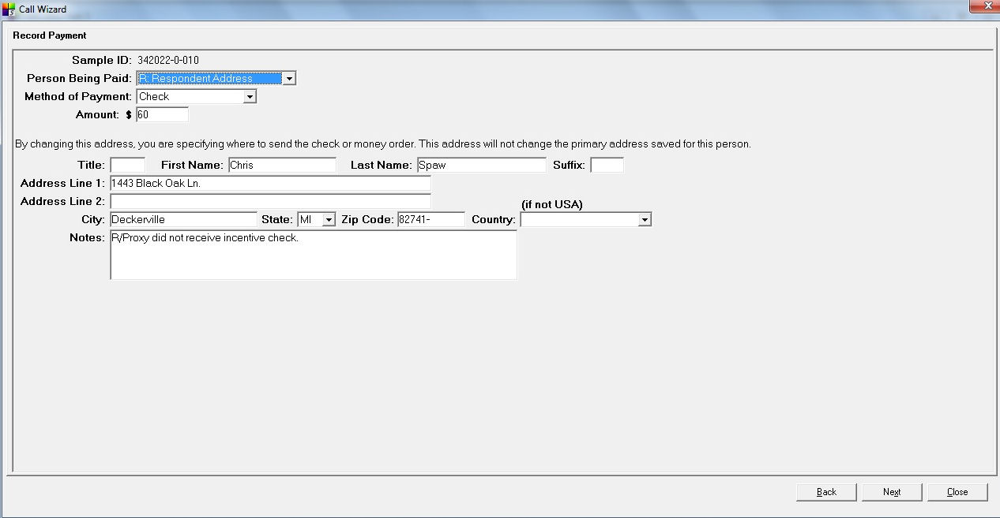 Call Wizard
Record Payment
Sample ID: 342022-0-010
Person Being Paid: R: Respondent Address
Method of Payment: Check
Amount: $ 60
By changing this address, you are specifying where to send the check or money order. This address will not change the primary address saved for this person.
Title: First Name: Chris Last Name: Spaw Suffix:
Address Line 1: 1443 Black Oak Ln.
Address Line 2:
(if not USA)
City: Deckerville State: MI Zip Code: 82741- Country:
Notes: R/Proxy did not receive incentive check.
Back Next Close